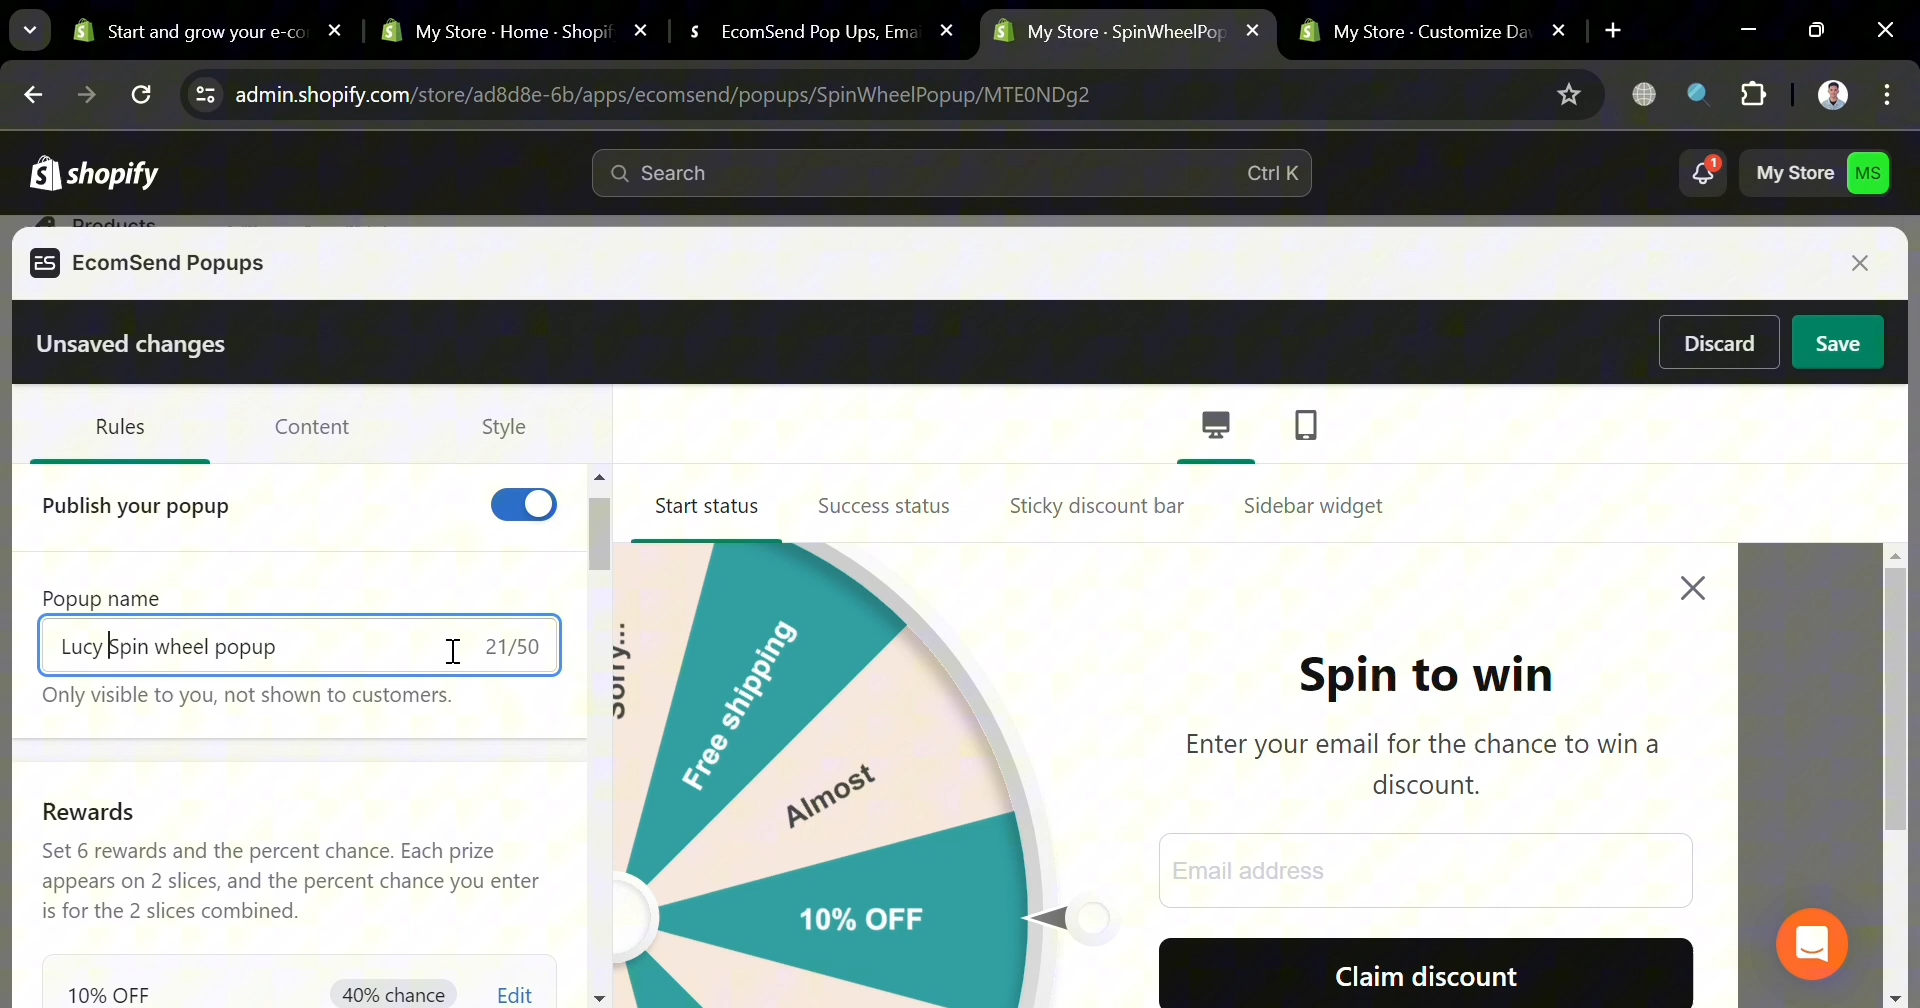 Start and grow your e-co
My Store · Home · Shopif
EcomSend Pop Ups, Emai
My Store · SpinWheelPop
My Store · Customize Da
admin.shopify.com/store/ad8d8e-6b/apps/ecomsend/popups/SpinWheelPopup/MTE0NDg2
shopify
Search
Ctrl K
1
My Store
MS
Products
ES
EcomSend Popups
Unsaved changes
Discard
Save
Rules
Content
Style
Publish your popup
Start status
Success status
Sticky discount bar
Sidebar widget
Popup name
Lucy Spin wheel popup
21/50
Only visible to you, not shown to customers.
Rewards
Set 6 rewards and the percent chance. Each prize
appears on 2 slices, and the percent chance you enter
is for the 2 slices combined.
10% OFF
40% chance
Edit
Sorry...
Free shipping
Almost
10% OFF
Spin to win
Enter your email for the chance to win a
discount.
Email address
Claim discount